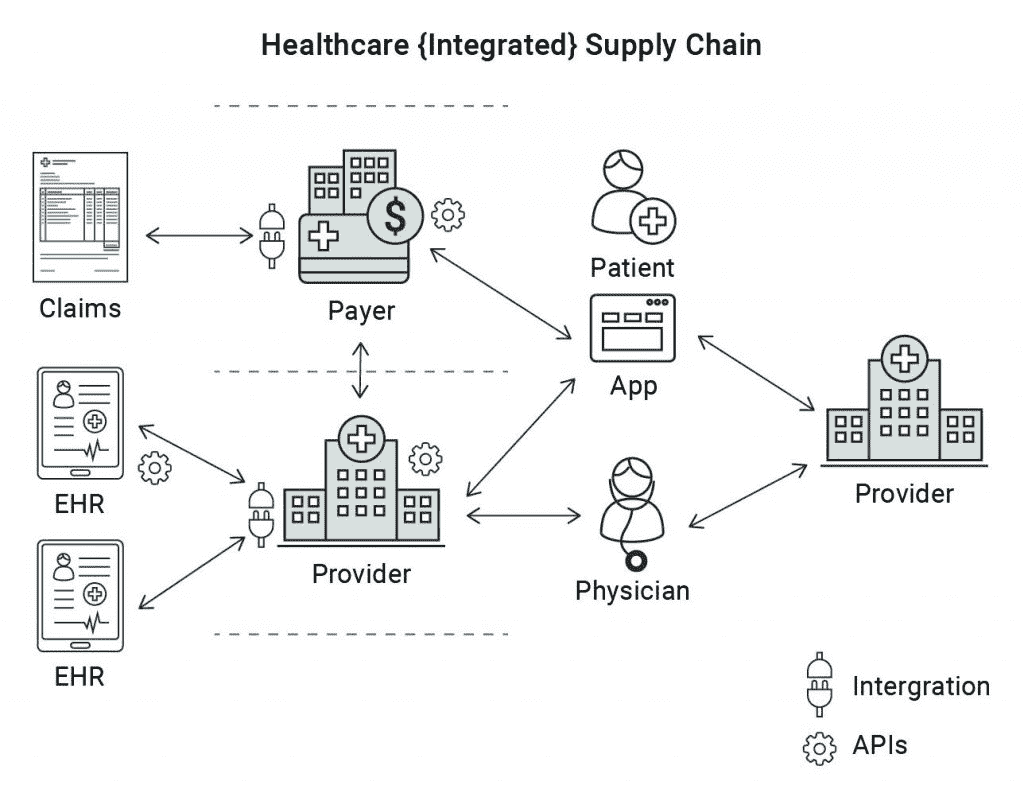 Healthcare {Integrated} Supply Chain
$
Claims
Payer
Patient
App
EHR
Provider
Provider
Physician
EHR
Intergration
APIs